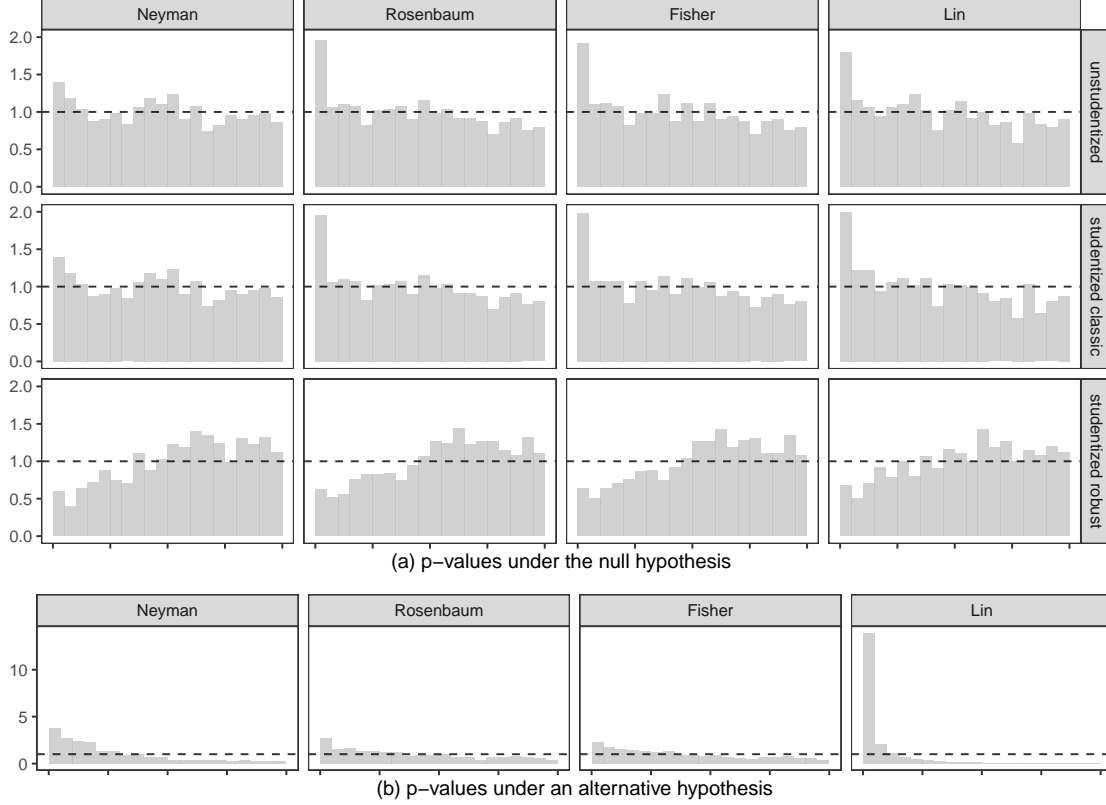 Neyman Rosenbaum Fisher Lin
2.0
1.5
1.0
0.5
0.0
unstudentized
2.0
1.5
1.0
0.5
0.0
studentized classic
2.0
1.5
1.0
0.5
0.0
studentized robust
(a) p−values under the null hypothesis
Neyman Rosenbaum Fisher Lin
10
5
0
(b) p−values under an alternative hypothesis